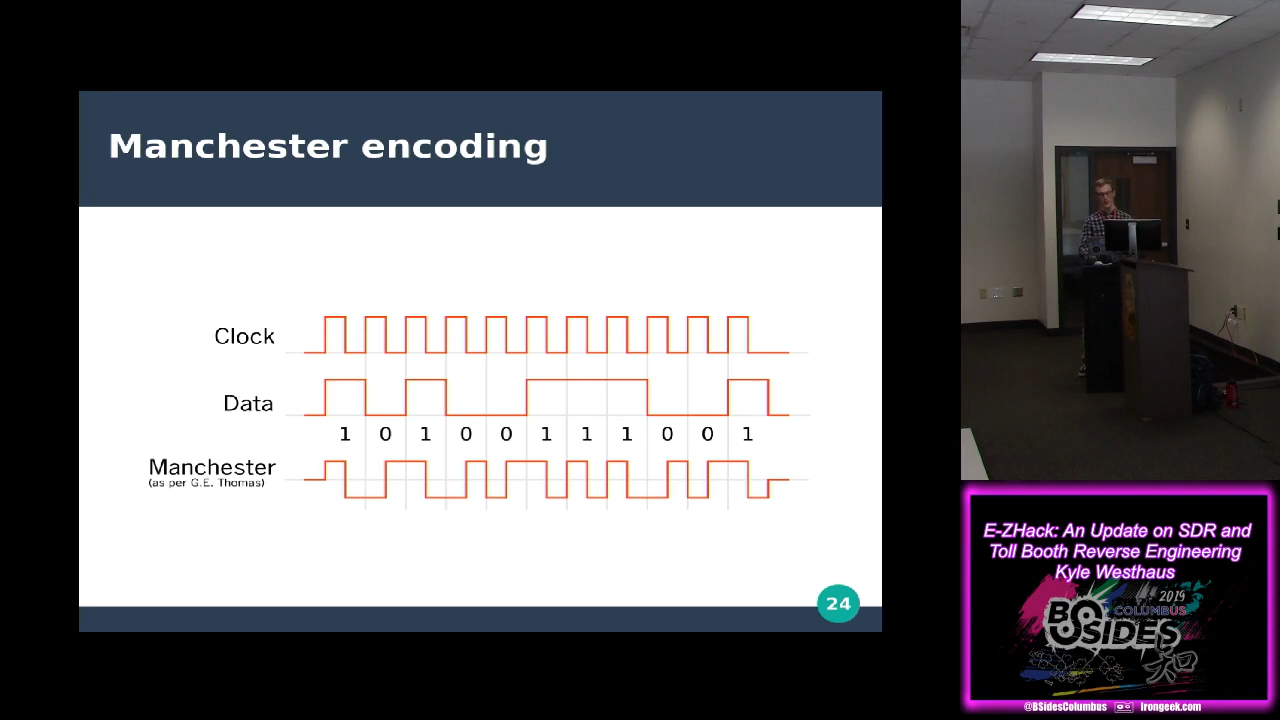 Manchester encoding
Clock
Data
1 0 1 0 0 1 1 1 0 0 1
Manchester
(as per G.E. Thomas)
24
E-ZHack: An Update on SDR and
Toll Booth Reverse Engineering
Kyle Westhaus
2019
BSIDES
COLUMBUS
知
@BSidesColumbus
Irongeek.com